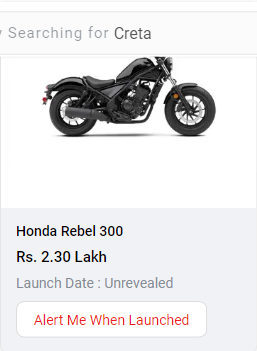 Searching for Creta
Honda Rebel 300
Rs. 2.30 Lakh
Launch Date : Unrevealed
Alert Me When Launched